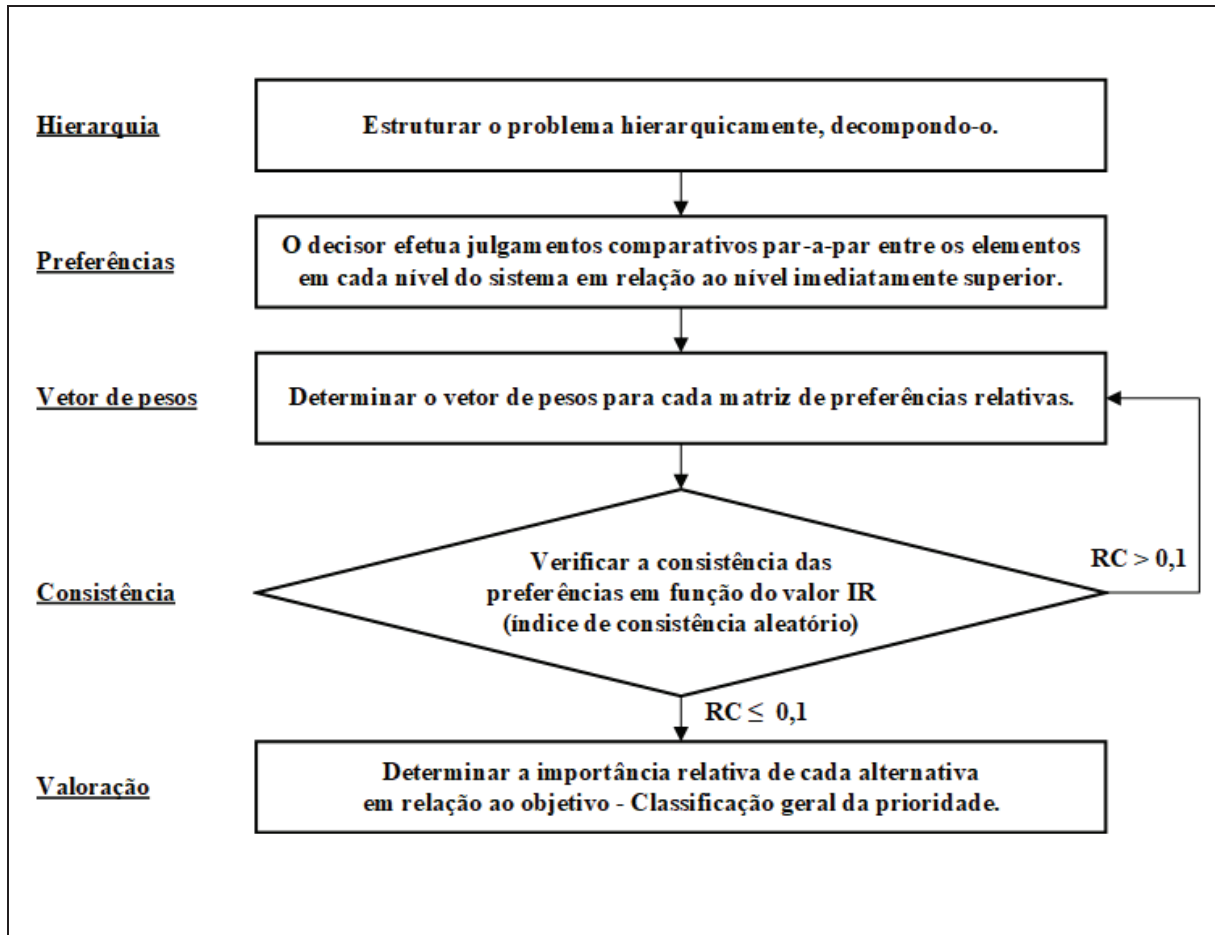 Hierarquia
Estruturar o problema hierarquicamente, decompondo-o.
Preferências
O decisor efetua julgamentos comparativos par-a-par entre os elementos
em cada nível do sistema em relação ao nível imediatamente superior.
Vetor de pesos
Determinar o vetor de pesos para cada matriz de preferências relativas.
Consistência
Verificar a consistência das
preferências em função do valor IR
(índice de consistência aleatório)
RC > 0,1
RC ≤ 0,1
Valoração
Determinar a importância relativa de cada alternativa
em relação ao objetivo - Classificação geral da prioridade.